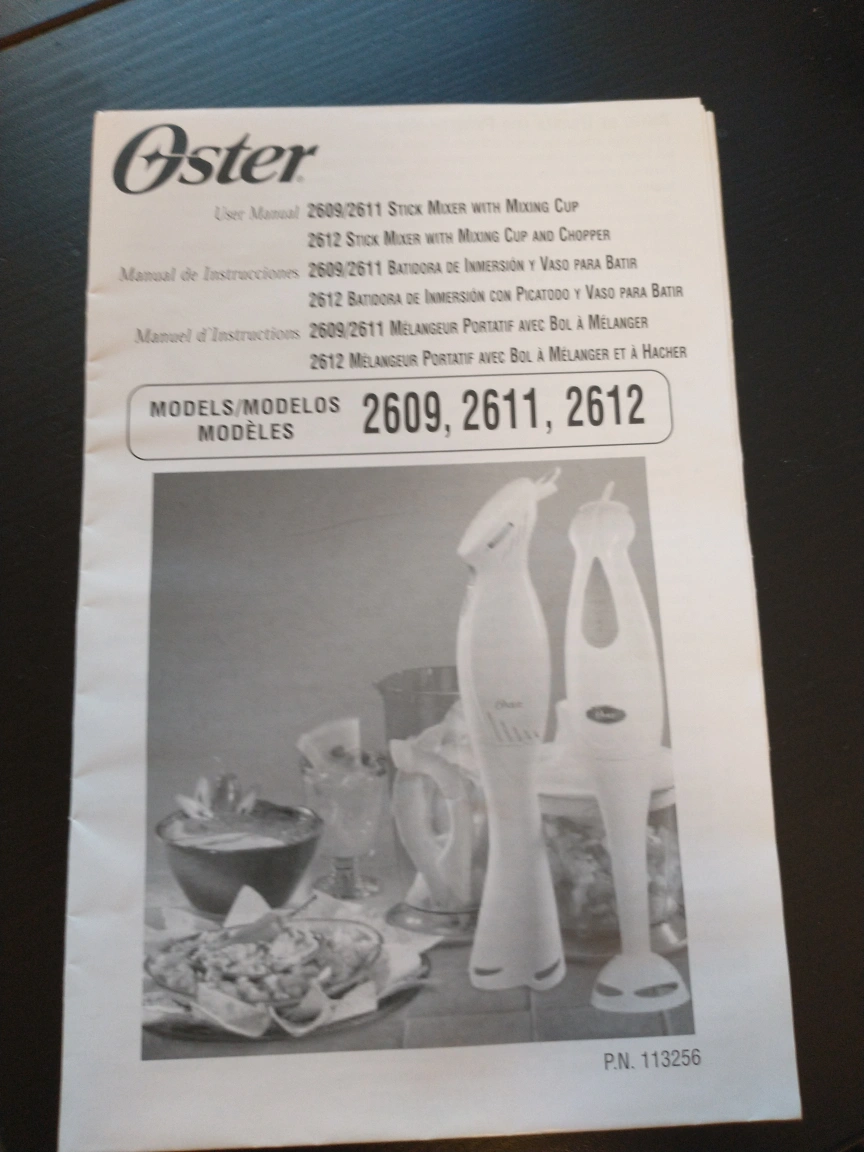 Oster
User Manual 2609/2611 STICK MIXER WITH MIXING CUP
2612 STICK MIXER WITH MIXING CUP AND CHOPPER
Manual de Instrucciones 2609/2611 BATIDORA DE INMERSIÓN Y VASO PARA BATIR
2612 BATIDORA DE INMERSIÓN CON PICATODO Y VASO PARA BATIR
Manuel d'Instructions 2609/2611 MÉLANGEUR PORTATIF AVEC BOL À MÉLANGER
2612 MÉLANGEUR PORTATIF AVEC BOL À MÉLANGER ET À HACHER
MODELS/MODELOS
MODÈLES
2609, 2611, 2612
Oster
Oster
P.N. 113256